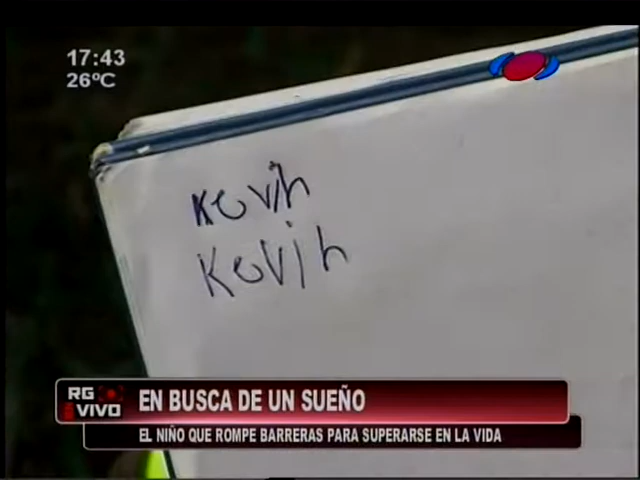 17:43
26ºC
Kevin
Kevin
RG
VIVO
EN BUSCA DE UN SUEÑO
EL NIÑO QUE ROMPE BARRERAS PARA SUPERARSE EN LA VIDA